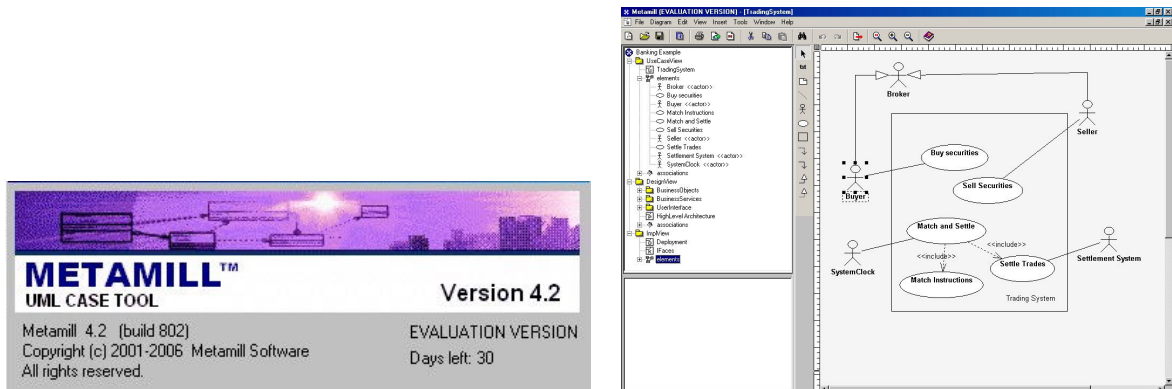 METAMILL™
UML CASE TOOL
Version 4.2
Metamill 4.2 (build 802)
Copyright (c) 2001-2006 Metamill Software
All rights reserved.
EVALUATION VERSION
Days left: 30
Metamill (EVALUATION VERSION) - [TradingSystem]
File Diagram Edit View Insert Tools Window Help
Banking Example
UseCaseView
TradingSystem
elements
Broker <<actor>>
Buy securities
Buyer <<actor>>
Match Instructions
Match and Settle
Sell Securities
Seller <<actor>>
Settle Trades
Settlement System <<actor>>
SystemClock <<actor>>
associations
DesignView
BusinessObjects
BusinessServices
UserInterface
HighLevel Architecture
associations
ImplView
Deployment
IFaces
elements
txt
Broker
Seller
Buy securities
Sell Securities
Buyer
Match and Settle
<<include>>
<<include>>
SystemClock
Settle Trades
Settlement System
Match Instructions
Trading System